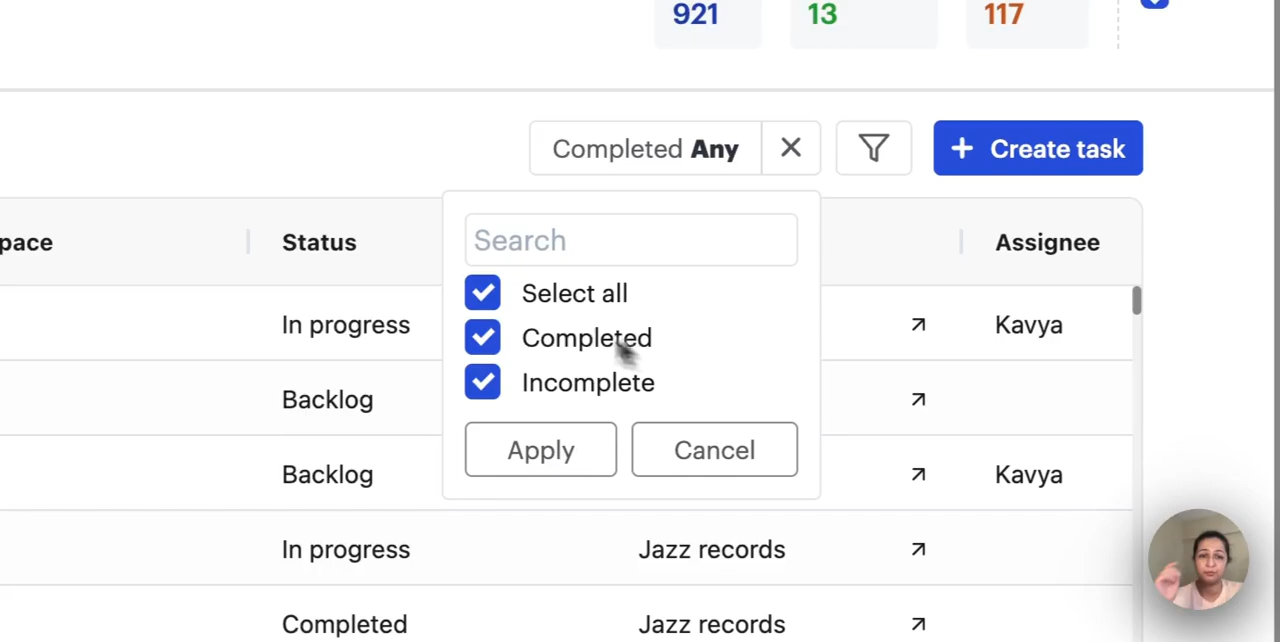 921 13 117
Completed Any
+ Create task
pace Status Assignee
Search
Select all
Completed
Incomplete
Apply Cancel
In progress Kavya
Backlog
Backlog Kavya
In progress Jazz records
Completed Jazz records